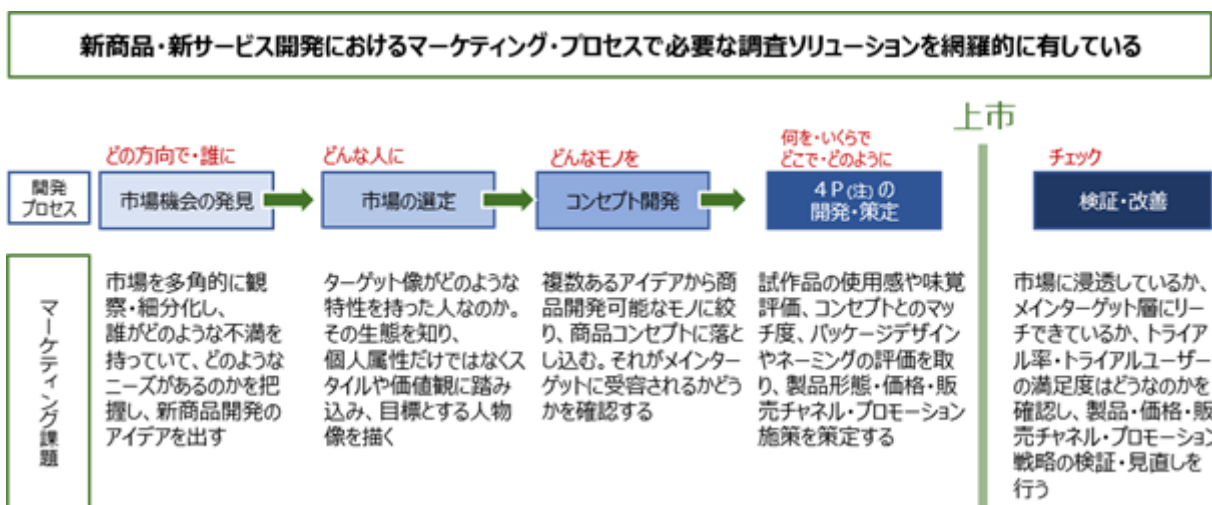 新商品・新サービス開発におけるマーケティング・プロセスで必要な調査ソリューションを網羅的に有している
上市
どの方向で・誰に
どんな人に
どんなモノを
何を・いくらで
どこで・どのように
チェック
開発
プロセス
市場機会の発見
市場の選定
コンセプト開発
4P(注)の
開発・策定
検証・改善
マーケティング課題
市場を多角的に観
察・細分化し、
誰がどのような不満を
持っていて、どのような
ニーズがあるのかを把
握し、新商品開発の
アイデアを出す
ターゲット像がどのような
特性を持った人なのか。
その生態を知り、
個人属性だけではなくス
タイルや価値観に踏み
込み、目標とする人物
像を描く
複数あるアイデアから商
品開発可能なモノに絞
り、商品コンセプトに落と
し込む。それがメインター
ゲットに受容されるかどう
かを確認する
試作品の使用感や味覚
評価、コンセプトとのマッ
チ度、パッケージデザイン
やネーミングの評価を取
り、製品形態・価格・販
売チャネル・プロモーション
施策を策定する
市場に浸透しているか、
メインターゲット層にリー
チできているか、トライア
ル率・トライアルユーザー
の満足度はどうなのかを
確認し、製品・価格・販
売チャネル・プロモーション
戦略の検証・見直しを
行う